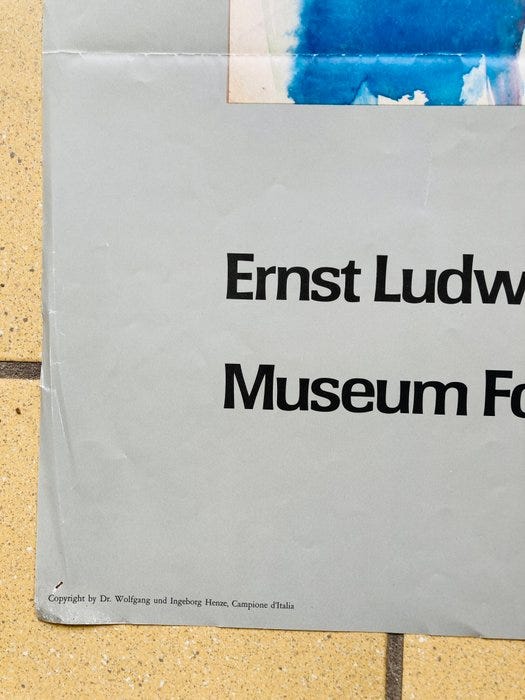 Ernst Ludw
Museum Fo
Copyright by Dr. Wolfgang und Ingeborg Henze, Campione d'Italia